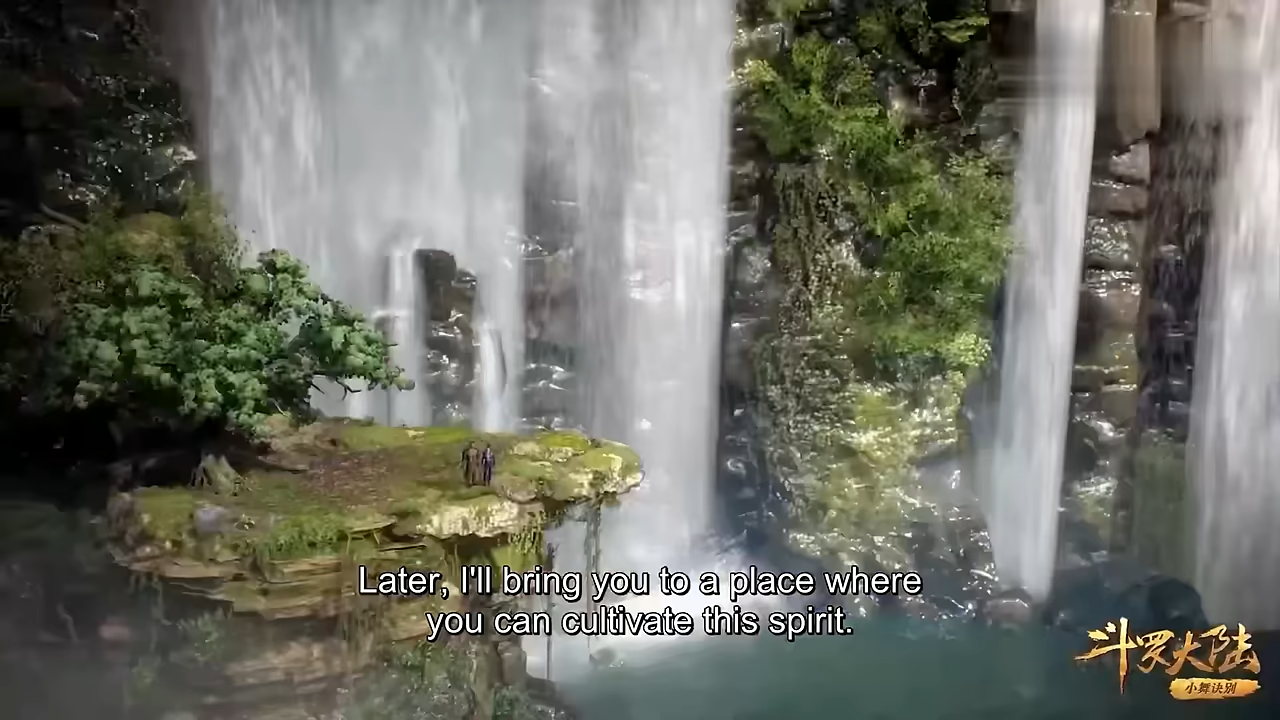 Later, I'll bring you to a place where
you can cultivate this spirit.
斗罗大陆
小舞诀别